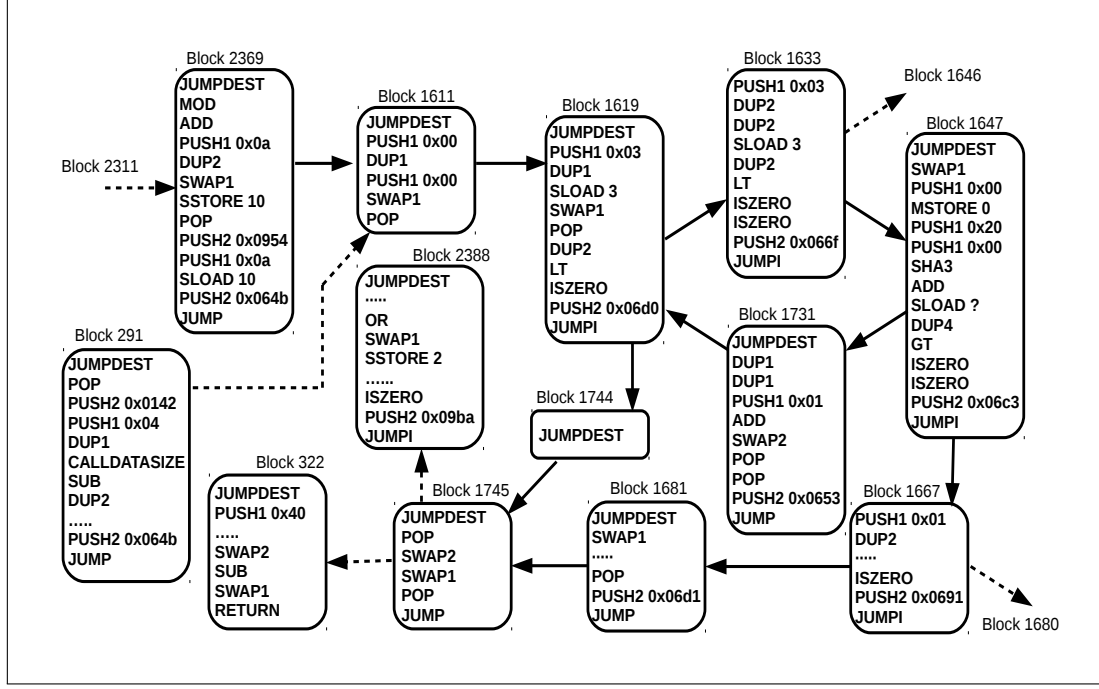 Block 2369
JUMPDEST
MOD
ADD
PUSH1 0x0a
DUP2
SWAP1
SSTORE 10
POP
PUSH2 0x0954
PUSH1 0x0a
SLOAD 10
PUSH2 0x064b
JUMP
Block 2311
Block 1611
JUMPDEST
PUSH1 0x00
DUP1
PUSH1 0x00
SWAP1
POP
Block 1619
JUMPDEST
PUSH1 0x03
DUP1
SLOAD 3
SWAP1
POP
DUP2
LT
ISZERO
PUSH2 0x06d0
JUMPI
Block 1633
PUSH1 0x03
DUP2
DUP2
SLOAD 3
DUP2
LT
ISZERO
ISZERO
PUSH2 0x066f
JUMPI
Block 1646
Block 1647
JUMPDEST
SWAP1
PUSH1 0x00
MSTORE 0
PUSH1 0x20
PUSH1 0x00
SHA3
ADD
SLOAD ?
DUP4
GT
ISZERO
ISZERO
PUSH2 0x06c3
JUMPI
Block 2388
JUMPDEST
.....
OR
SWAP1
SSTORE 2
......
ISZERO
PUSH2 0x09ba
JUMPI
Block 1731
JUMPDEST
DUP1
DUP1
PUSH1 0x01
ADD
SWAP2
POP
POP
PUSH2 0x0653
JUMP
Block 291
JUMPDEST
POP
PUSH2 0x0142
PUSH1 0x04
DUP1
CALLDATASIZE
SUB
DUP2
.....
PUSH2 0x064b
JUMP
Block 1744
JUMPDEST
Block 322
JUMPDEST
PUSH1 0x40
.....
SWAP2
SUB
SWAP1
RETURN
Block 1745
JUMPDEST
POP
SWAP2
SWAP1
POP
JUMP
Block 1681
JUMPDEST
SWAP1
.....
POP
PUSH2 0x06d1
JUMP
Block 1667
PUSH1 0x01
DUP2
.....
ISZERO
PUSH2 0x0691
JUMPI
Block 1680